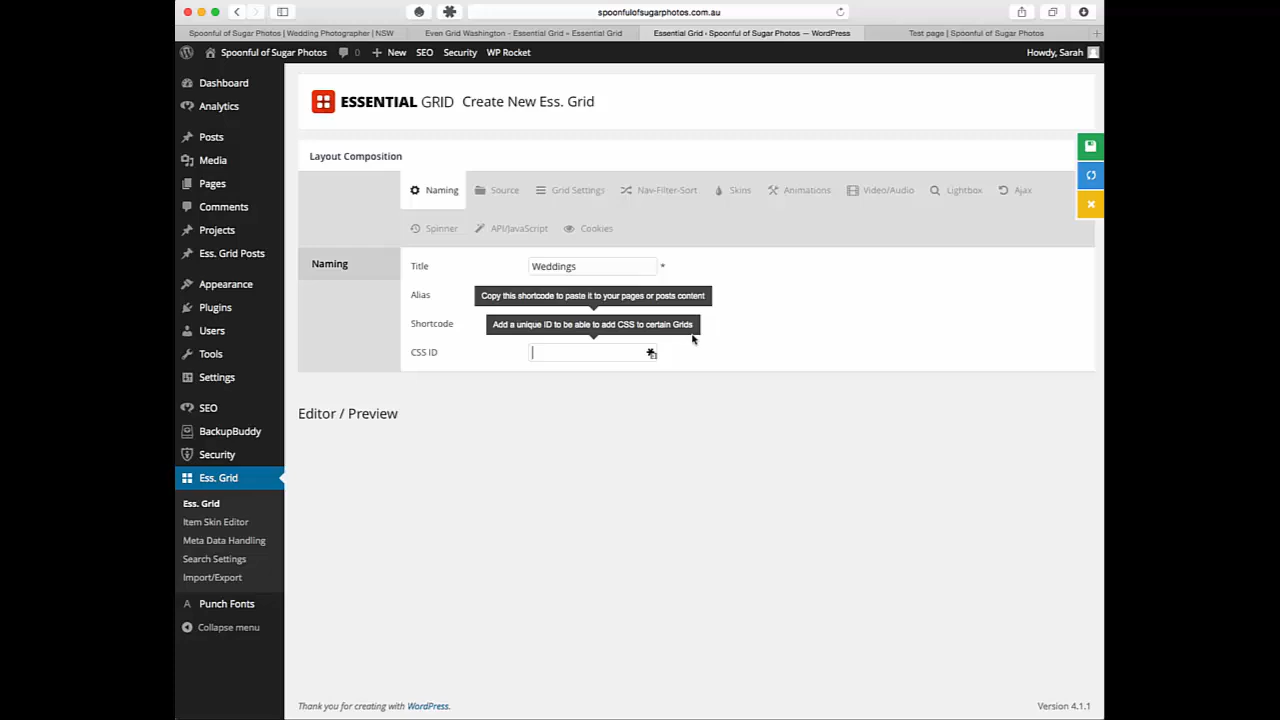 spoonfulofsugarphotos.com.au
Spoonful of Sugar Photos | Wedding Photographer | NSW
Even Grid Washington - Essential Grid » Essential Grid
Essential Grid ‹ Spoonful of Sugar Photos — WordPress
Test page | Spoonful of Sugar Photos
Spoonful of Sugar Photos
0
New
SEO
Security
WP Rocket
Howdy, Sarah
Dashboard
Analytics
Posts
Media
Pages
Comments
Projects
Ess. Grid Posts
Appearance
Plugins
Users
Tools
Settings
SEO
BackupBuddy
Security
Ess. Grid
Ess. Grid
Item Skin Editor
Meta Data Handling
Search Settings
Import/Export
Punch Fonts
Collapse menu
ESSENTIAL GRID Create New Ess. Grid
Layout Composition
Naming
Source
Grid Settings
Nav-Filter-Sort
Skins
Animations
Video/Audio
Lightbox
Ajax
Spinner
API/JavaScript
Cookies
Naming
Title
Weddings
*
Alias
Copy this shortcode to paste it to your pages or posts content
Shortcode
Add a unique ID to be able to add CSS to certain Grids
CSS ID
Editor / Preview
Thank you for creating with WordPress.
Version 4.1.1